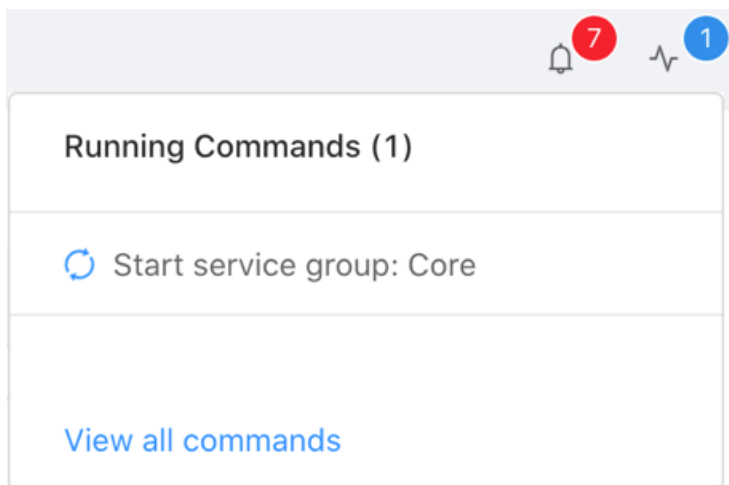 7
1
Running Commands (1)
Start service group: Core
View all commands